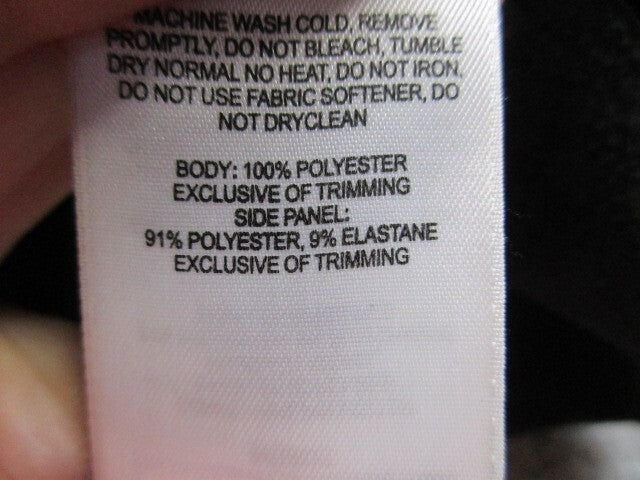 MACHINE WASH COLD, REMOVE
PROMPTLY, DO NOT BLEACH, TUMBLE
DRY NORMAL NO HEAT, DO NOT IRON,
DO NOT USE FABRIC SOFTENER, DO
NOT DRYCLEAN
BODY: 100% POLYESTER
EXCLUSIVE OF TRIMMING
SIDE PANEL:
91% POLYESTER, 9% ELASTANE
EXCLUSIVE OF TRIMMING